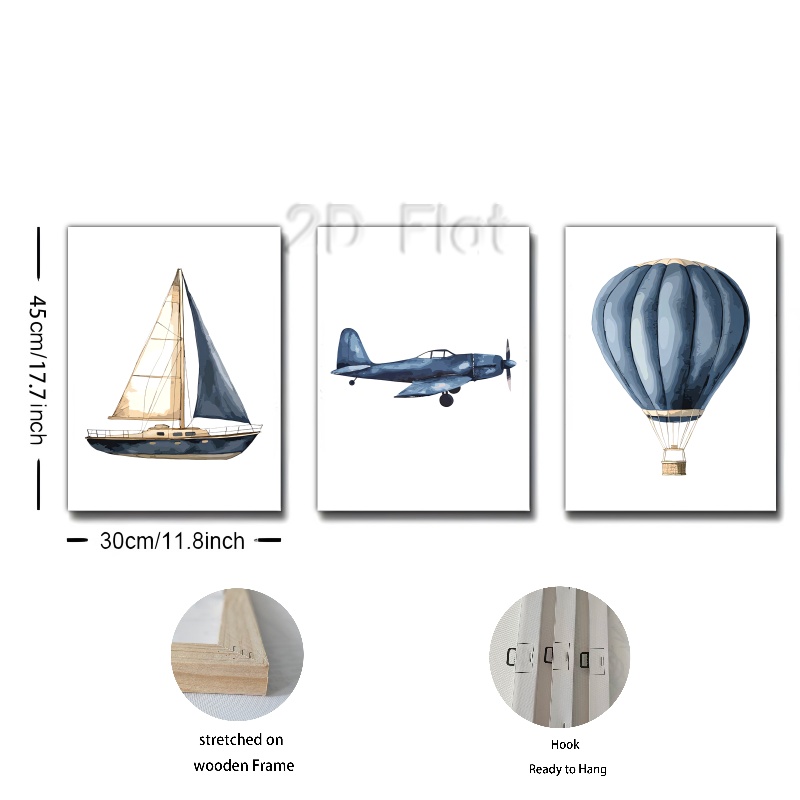 2D Flat
45cm/17.7inch
30cm/11.8inch
stretched on
wooden Frame
Hook
Ready to Hang